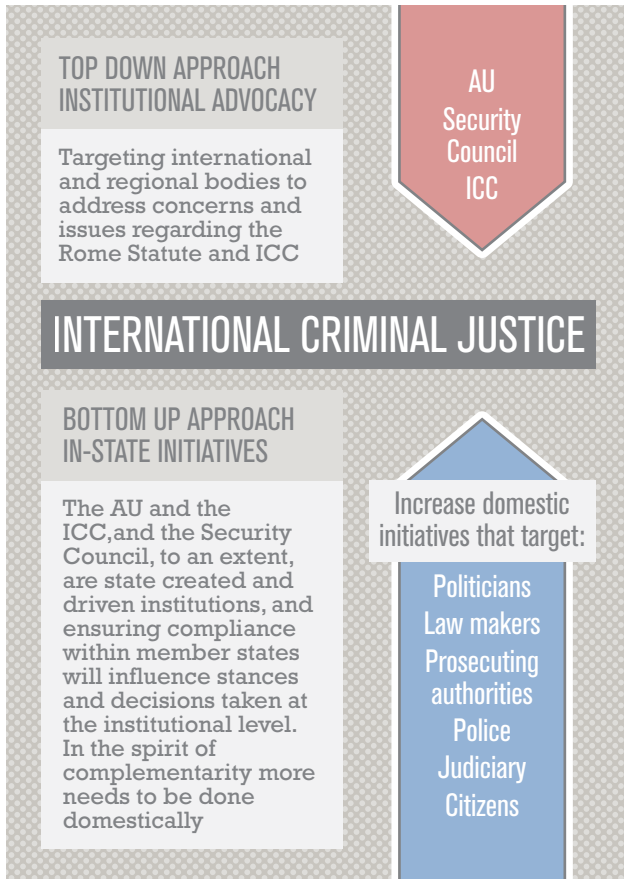 TOP DOWN APPROACH
INSTITUTIONAL ADVOCACY
Targeting international
and regional bodies to
address concerns and
issues regarding the
Rome Statute and ICC
AU
Security
Council
ICC
INTERNATIONAL CRIMINAL JUSTICE
BOTTOM UP APPROACH
IN-STATE INITIATIVES
The AU and the
ICC,and the Security
Council, to an extent,
are state created and
driven institutions, and
ensuring compliance
within member states
will influence stances
and decisions taken at
the institutional level.
In the spirit of
complementarity more
needs to be done
domestically
Increase domestic
initiatives that target:
Politicians
Law makers
Prosecuting
authorities
Police
Judiciary
Citizens